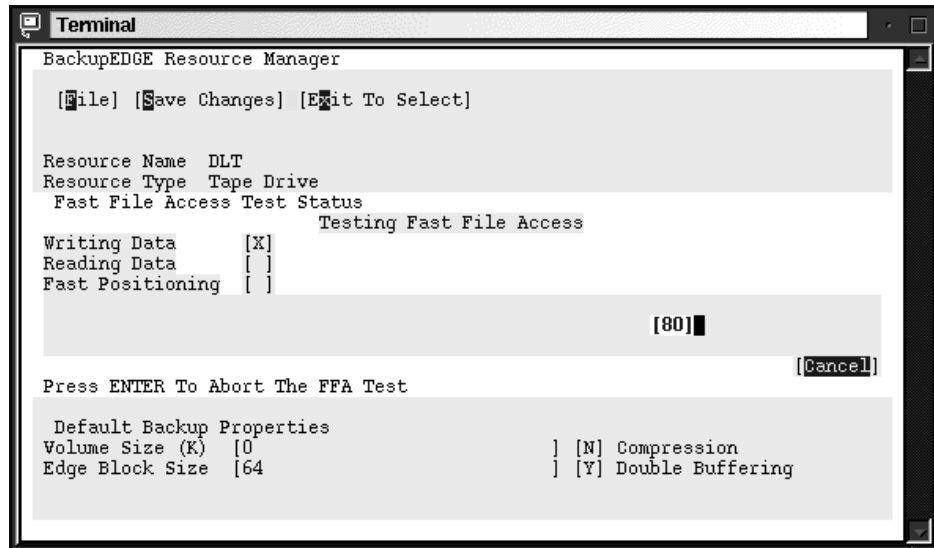 Terminal
BackupEDGE Resource Manager
[File] [Save Changes] [Exit To Select]
Resource Name DLT
Resource Type Tape Drive
Fast File Access Test Status
Testing Fast File Access
Writing Data [X]
Reading Data [ ]
Fast Positioning [ ]
[80]
[Cancel]
Press ENTER To Abort The FFA Test
Default Backup Properties
Volume Size (K) [0 ] [N] Compression
Edge Block Size [64 ] [Y] Double Buffering